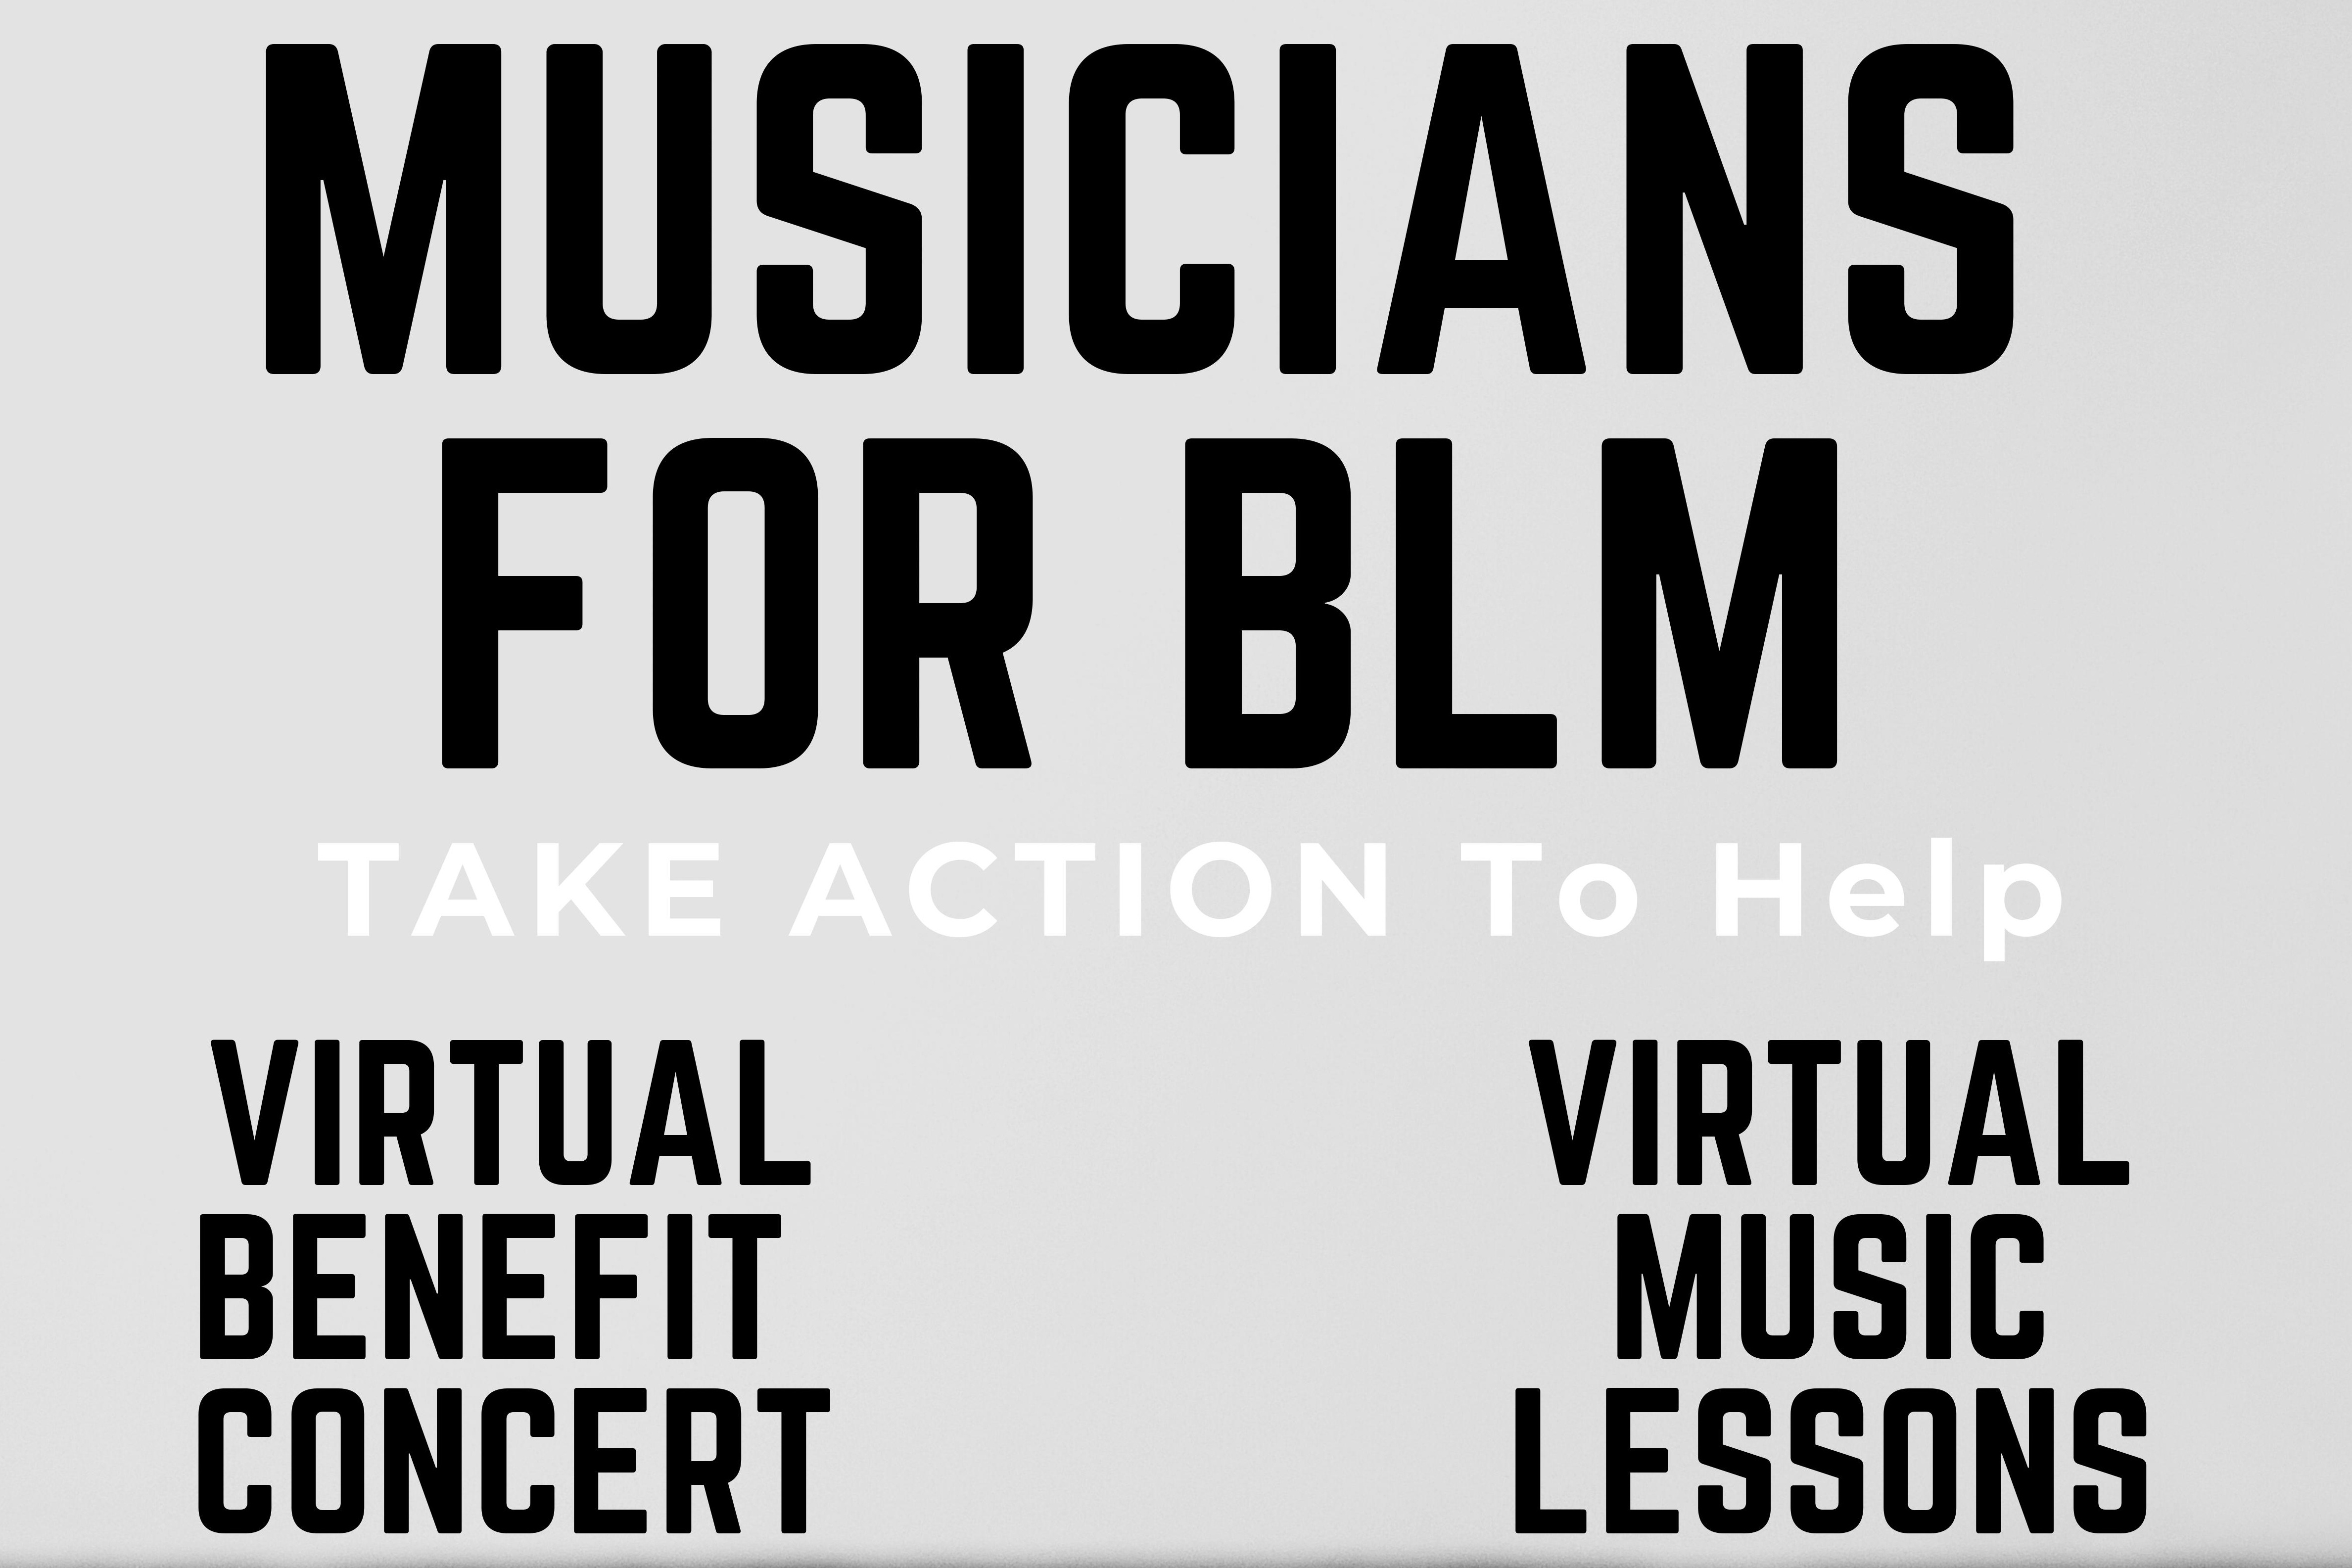 MUSICIANS
FOR BLM
TAKE ACTION To Help
VIRTUAL
BENEFIT
CONCERT
VIRTUAL
MUSIC
LESSONS